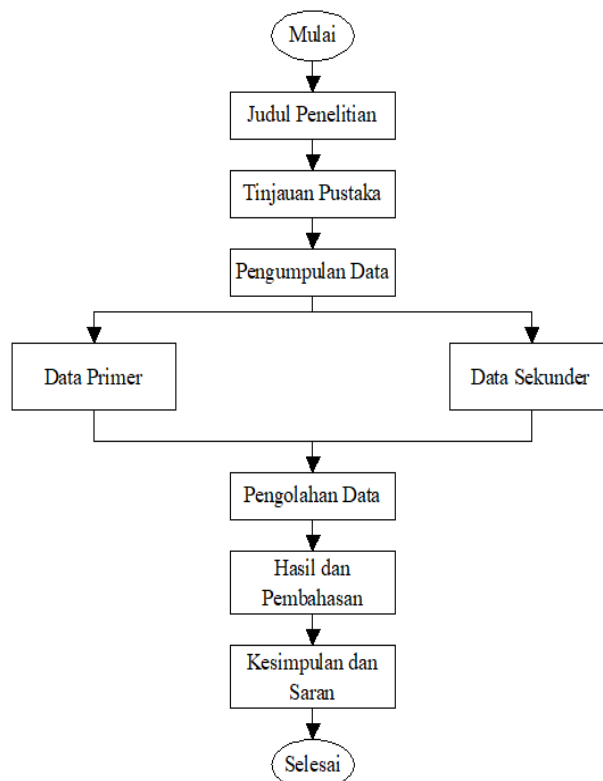 Mulai
Judul Penelitian
Tinjauan Pustaka
Pengumpulan Data
Data Primer
Data Sekunder
Pengolahan Data
Hasil dan
Pembahasan
Kesimpulan dan
Saran
Selesai